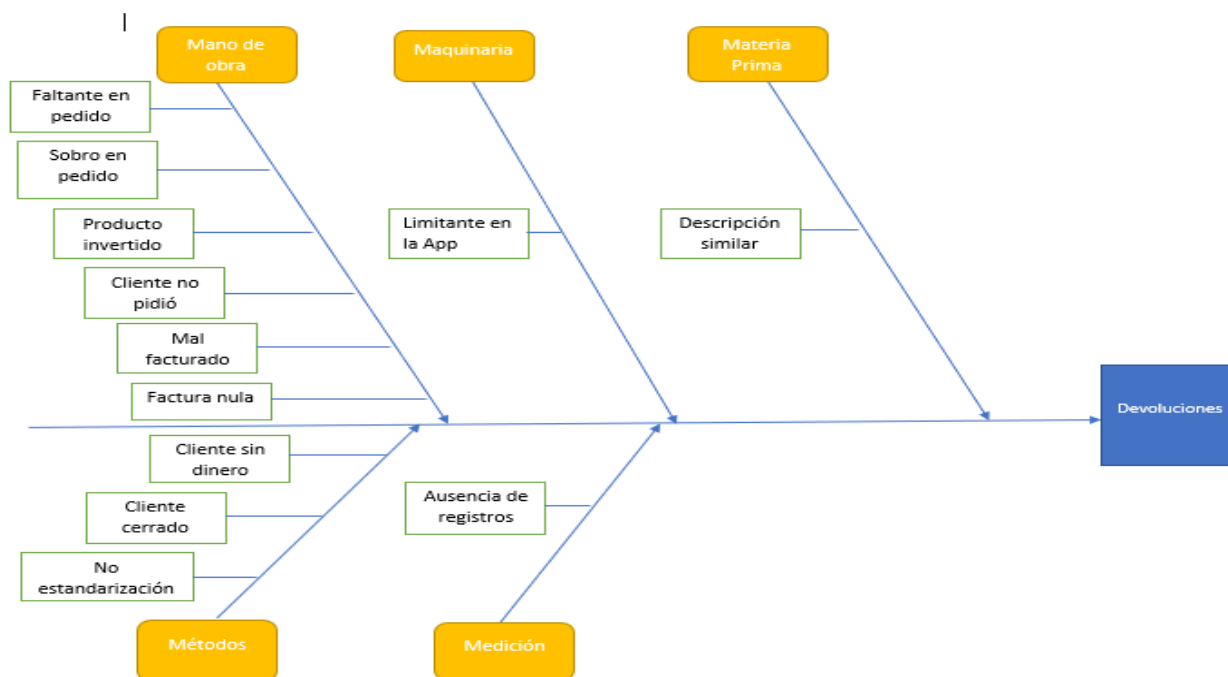 Mano de
obra
Maquinaria
Materia
Prima
Faltante en
pedido
Sobro en
pedido
Producto
invertido
Cliente no
pidió
Mal
facturado
Factura nula
Limitante en
la App
Descripción
similar
Devoluciones
Cliente sin
dinero
Cliente
cerrado
No
estandarización
Ausencia de
registros
Métodos
Medición